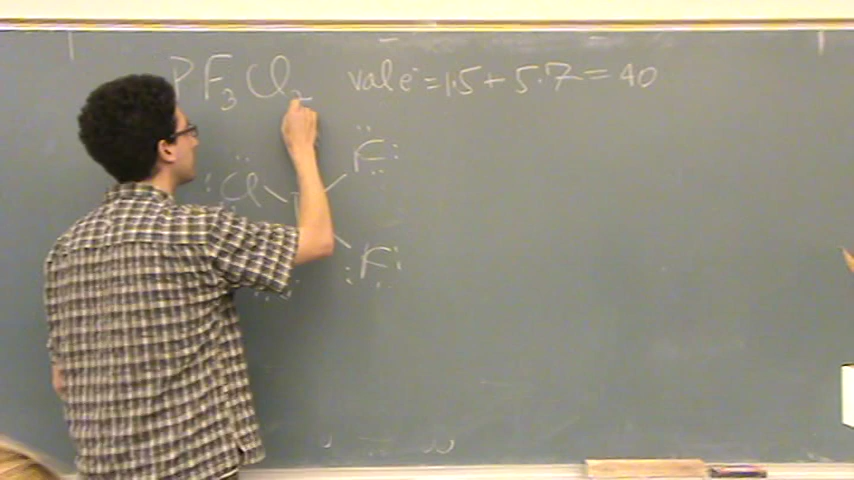 PF₃Cl₂ val e⁻ = 1·5 + 5·7 = 40
Cl F
F